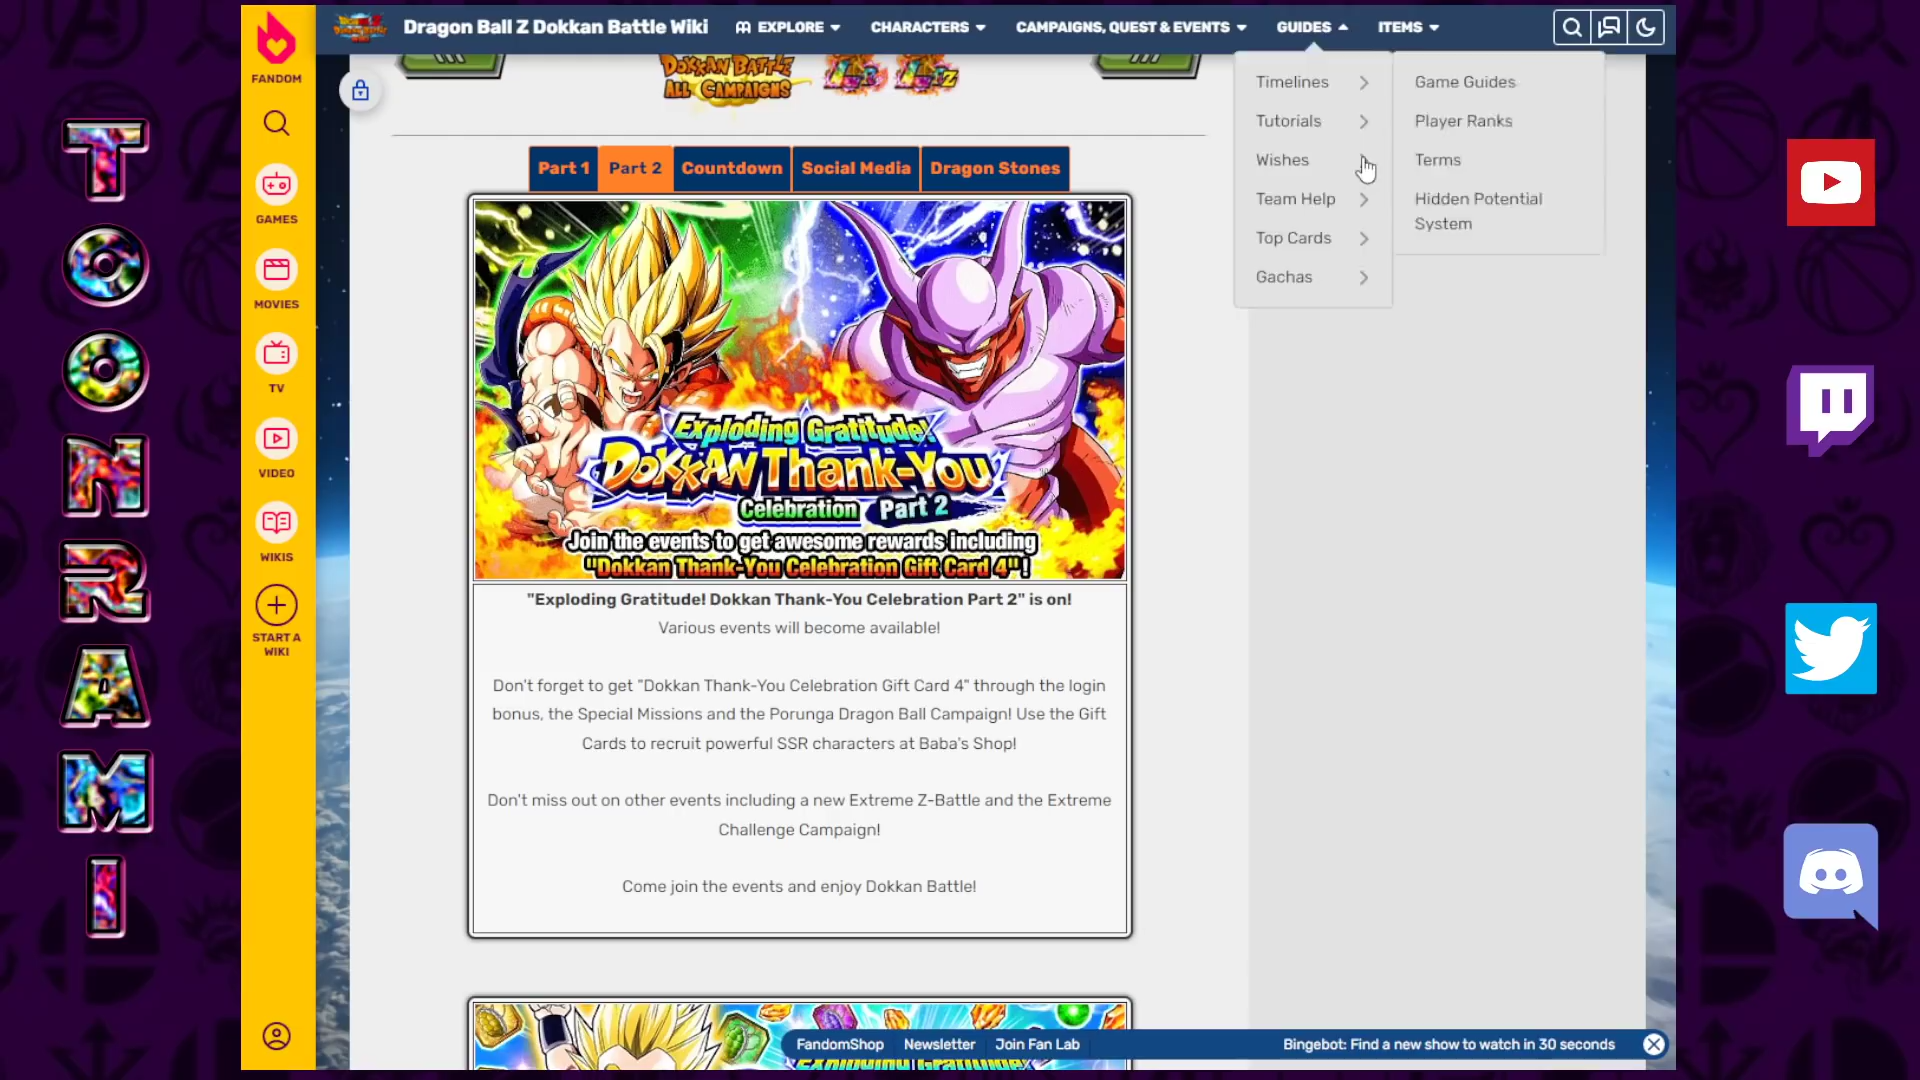 TOONRAMI
FANDOM
GAMES
MOVIES
TV
VIDEO
WIKIS
START A
WIKI
Dragon Ball Z Dokkan Battle Wiki
EXPLORE
CHARACTERS
CAMPAIGNS, QUEST & EVENTS
GUIDES
ITEMS
DOKKAN BATTLE
ALL CAMPAIGNS
Timelines
Tutorials
Wishes
Team Help
Top Cards
Gachas
Game Guides
Player Ranks
Terms
Hidden Potential
System
Part 1
Part 2
Countdown
Social Media
Dragon Stones
Exploding Gratitude!
DOKKAN Thank-You
Celebration Part 2
Join the events to get awesome rewards including
"Dokkan Thank-You Celebration Gift Card 4"!
"Exploding Gratitude! Dokkan Thank-You Celebration Part 2" is on!
Various events will become available!
Don't forget to get "Dokkan Thank-You Celebration Gift Card 4" through the login
bonus, the Special Missions and the Porunga Dragon Ball Campaign! Use the Gift
Cards to recruit powerful SSR characters at Baba's Shop!
Don't miss out on other events including a new Extreme Z-Battle and the Extreme
Challenge Campaign!
Come join the events and enjoy Dokkan Battle!
FandomShop
Newsletter
Join Fan Lab
Bingebot: Find a new show to watch in 30 seconds
Exploding Gratitude!